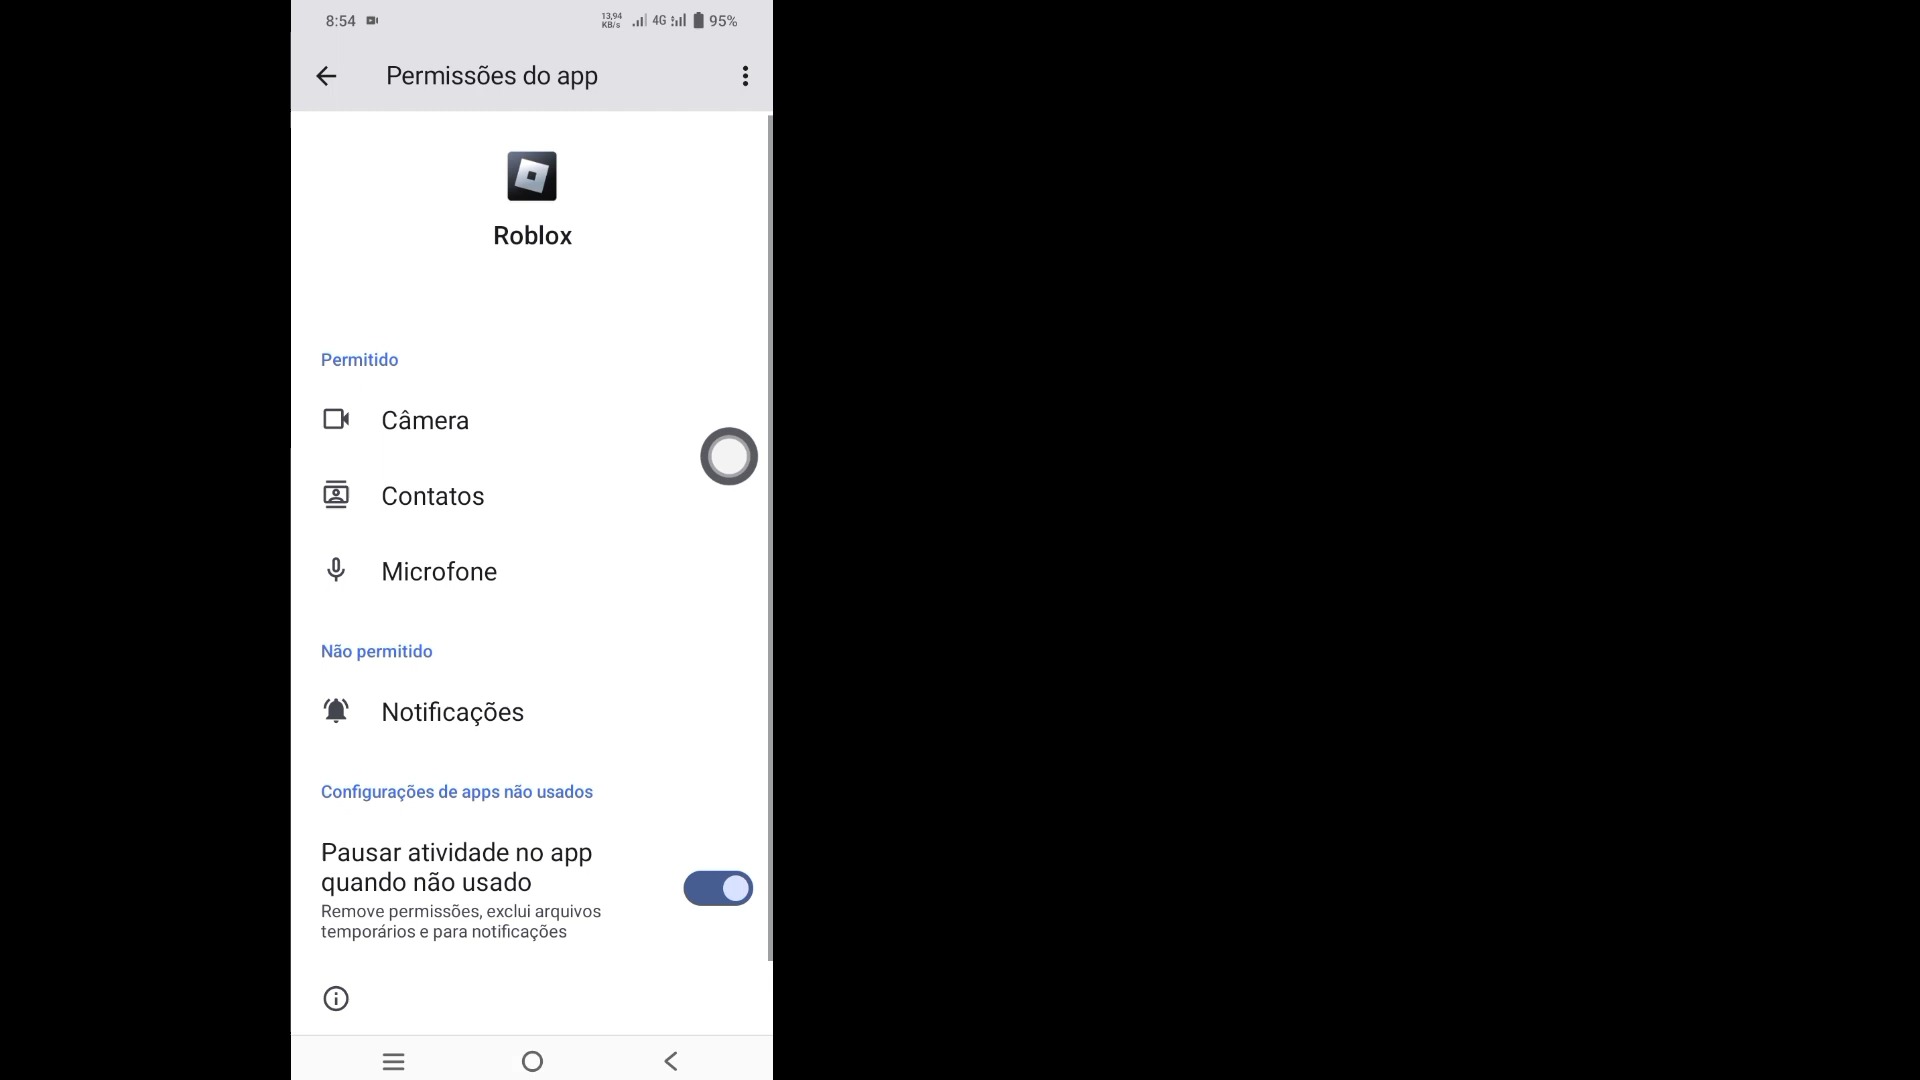 8:54
13,94
KB/s
4G
95%
Permissões do app
Roblox
Permitido
Câmera
Contatos
Microfone
Não permitido
Notificações
Configurações de apps não usados
Pausar atividade no app
quando não usado
Remove permissões, exclui arquivos
temporários e para notificações